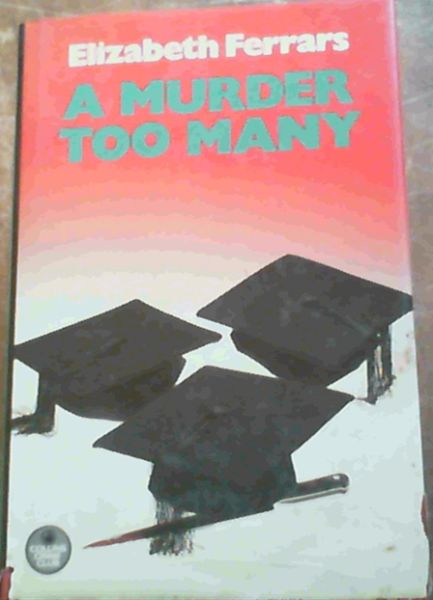 Elizabeth Ferrars
A MURDER
TOO MANY